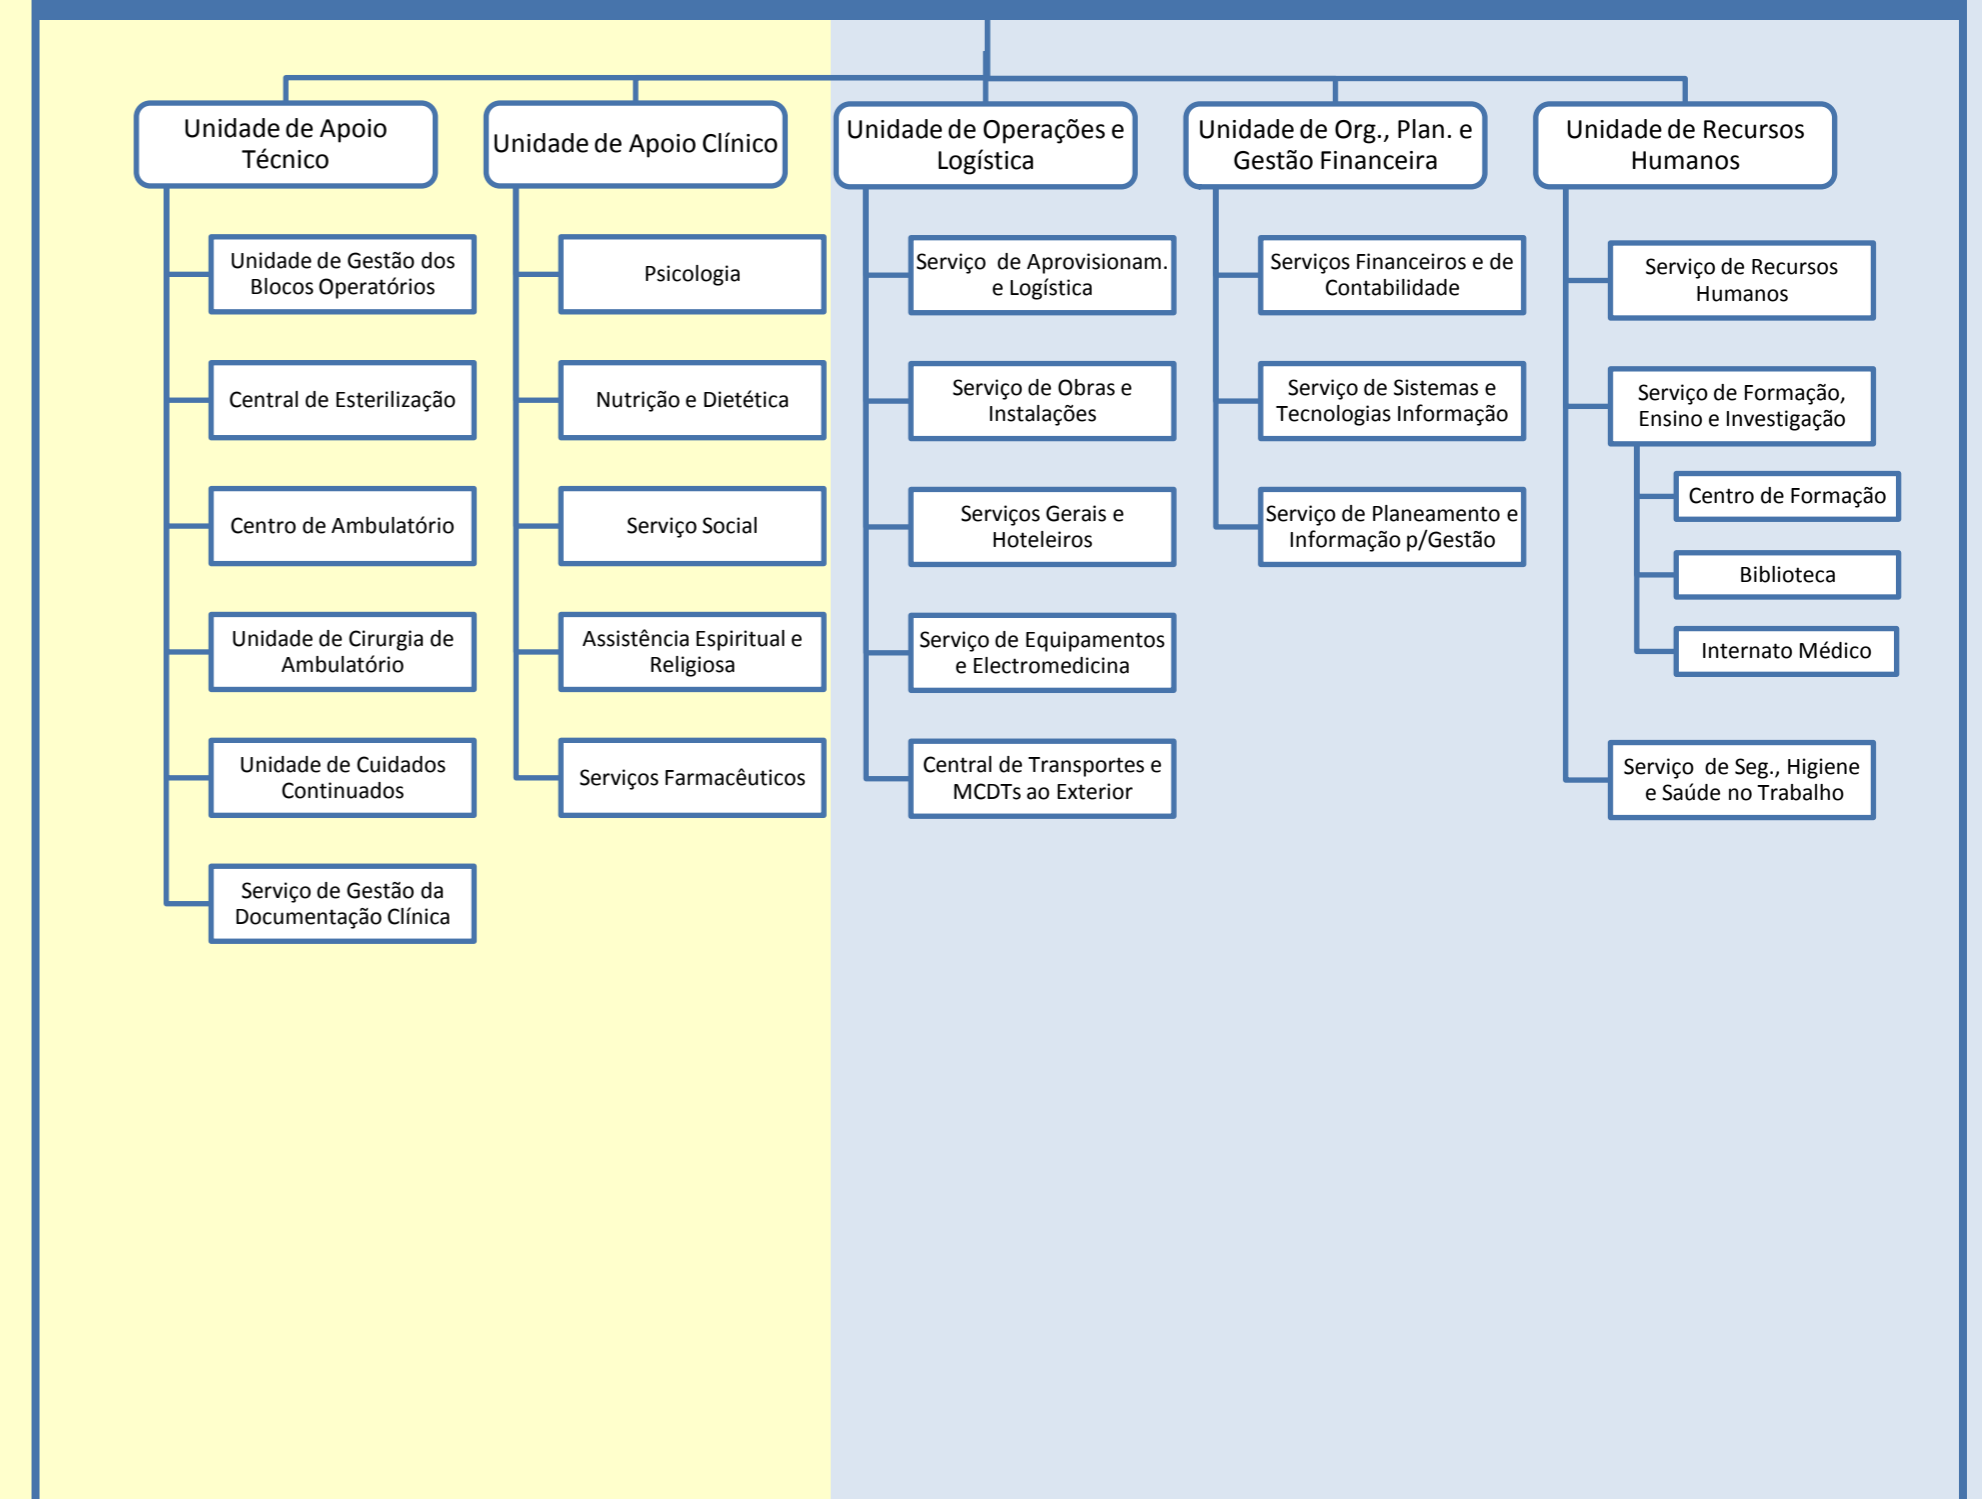 Unidade de Apoio
Técnico
Unidade de Gestão dos
Blocos Operatórios
Central de Esterilização
Centro de Ambulatório
Unidade de Cirurgia de
Ambulatório
Unidade de Cuidados
Continuados
Serviço de Gestão da
Documentação Clínica
Unidade de Apoio Clínico
Psicologia
Nutrição e Dietética
Serviço Social
Assistência Espiritual e
Religiosa
Serviços Farmacêuticos
Unidade de Operações e
Logística
Serviço de Aprovisionam.
e Logística
Serviço de Obras e
Instalações
Serviços Gerais e
Hoteleiros
Serviço de Equipamentos
e Electromedicina
Central de Transportes e
MCDTs ao Exterior
Unidade de Org., Plan. e
Gestão Financeira
Serviços Financeiros e de
Contabilidade
Serviço de Sistemas e
Tecnologias Informação
Serviço de Planeamento e
Informação p/Gestão
Unidade de Recursos
Humanos
Serviço de Recursos
Humanos
Serviço de Formação,
Ensino e Investigação
Centro de Formação
Biblioteca
Internato Médico
Serviço de Seg., Higiene
e Saúde no Trabalho